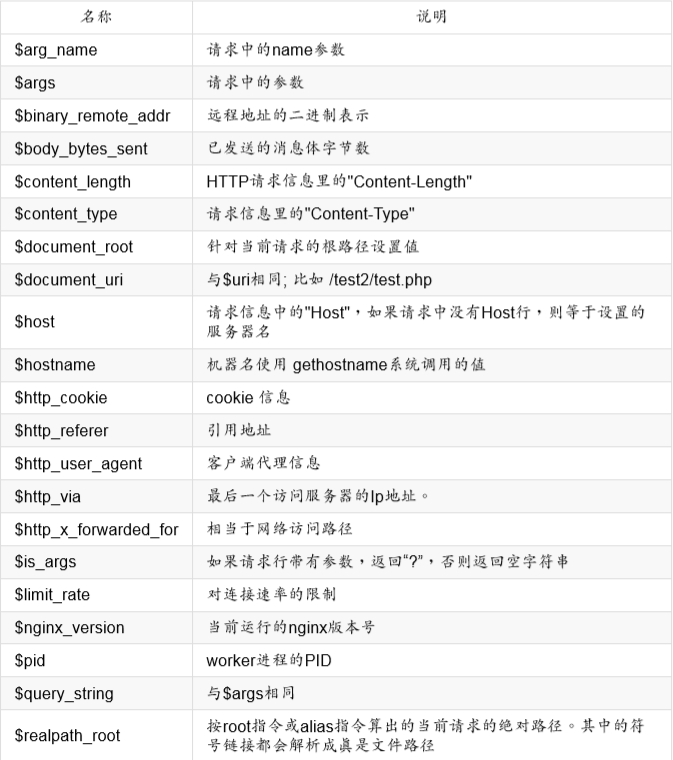 名称 说明
$arg_name 请求中的name参数
$args 请求中的参数
$binary_remote_addr 远程地址的二进制表示
$body_bytes_sent 已发送的消息体字节数
$content_length HTTP请求信息里的"Content-Length"
$content_type 请求信息里的"Content-Type"
$document_root 针对当前请求的根路径设置值
$document_uri 与$uri相同; 比如 /test2/test.php
$host 请求信息中的"Host"，如果请求中没有Host行，则等于设置的
服务器名
$hostname 机器名使用 gethostname系统调用的值
$http_cookie cookie 信息
$http_referer 引用地址
$http_user_agent 客户端代理信息
$http_via 最后一个访问服务器的Ip地址。
$http_x_forwarded_for 相当于网络访问路径
$is_args 如果请求行带有参数，返回“?”，否则返回空字符串
$limit_rate 对连接速率的限制
$nginx_version 当前运行的nginx版本号
$pid worker进程的PID
$query_string 与$args相同
$realpath_root 按root指令或alias指令算出的当前请求的绝对路径。其中的符
号链接都会解析成真是文件路径